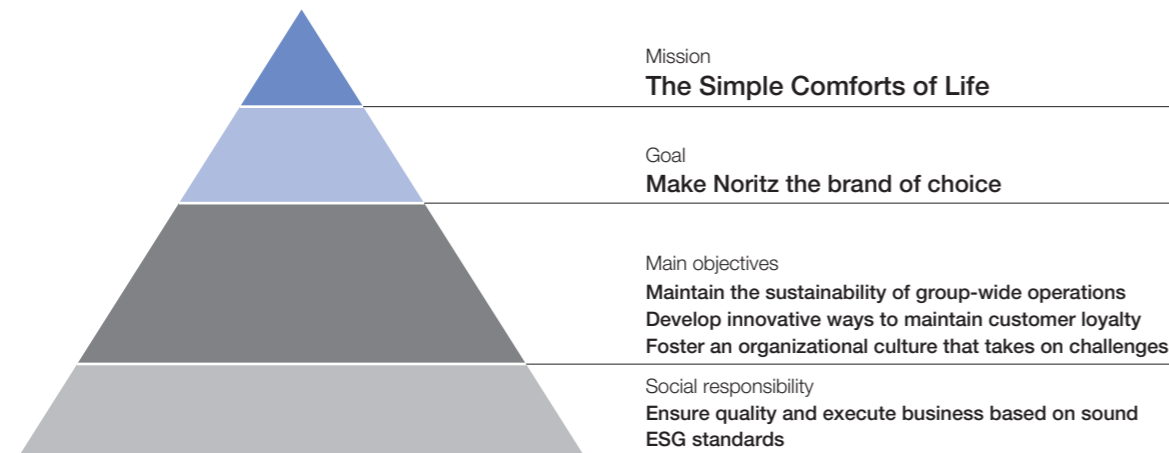 Mission
The Simple Comforts of Life
Goal
Make Noritz the brand of choice
Main objectives
Maintain the sustainability of group-wide operations
Develop innovative ways to maintain customer loyalty
Foster an organizational culture that takes on challenges
Social responsibility
Ensure quality and execute business based on sound
ESG standards